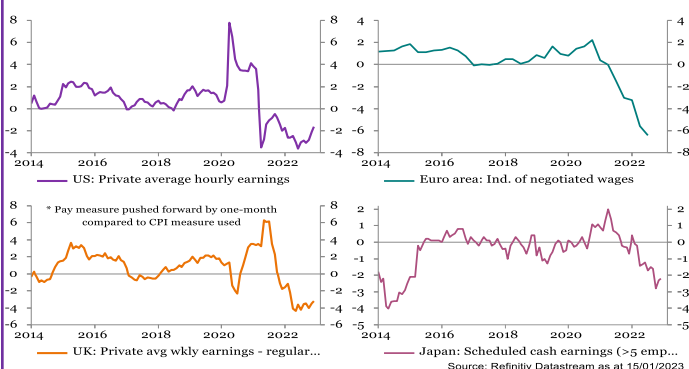 8 8
6 6
4 4
2 2
0 0
-2 -2
-4 -4
2014 2016 2018 2020 2022
US: Private average hourly earnings
4 4
2 2
0 0
-2 -2
-4 -4
-6 -6
-8 -8
2014 2016 2018 2020 2022
Euro area: Ind. of negotiated wages
8 8
6 6
4 4
2 2
0 0
-2 -2
-4 -4
-6 -6
* Pay measure pushed forward by one-month
compared to CPI measure used
2014 2016 2018 2020 2022
UK: Private avg wkly earnings - regular...
2 2
1 1
0 0
-1 -1
-2 -2
-3 -3
-4 -4
-5 -5
2014 2016 2018 2020 2022
Japan: Scheduled cash earnings (>5 emp...
Source: Refinitiv Datastream as at 15/01/2023